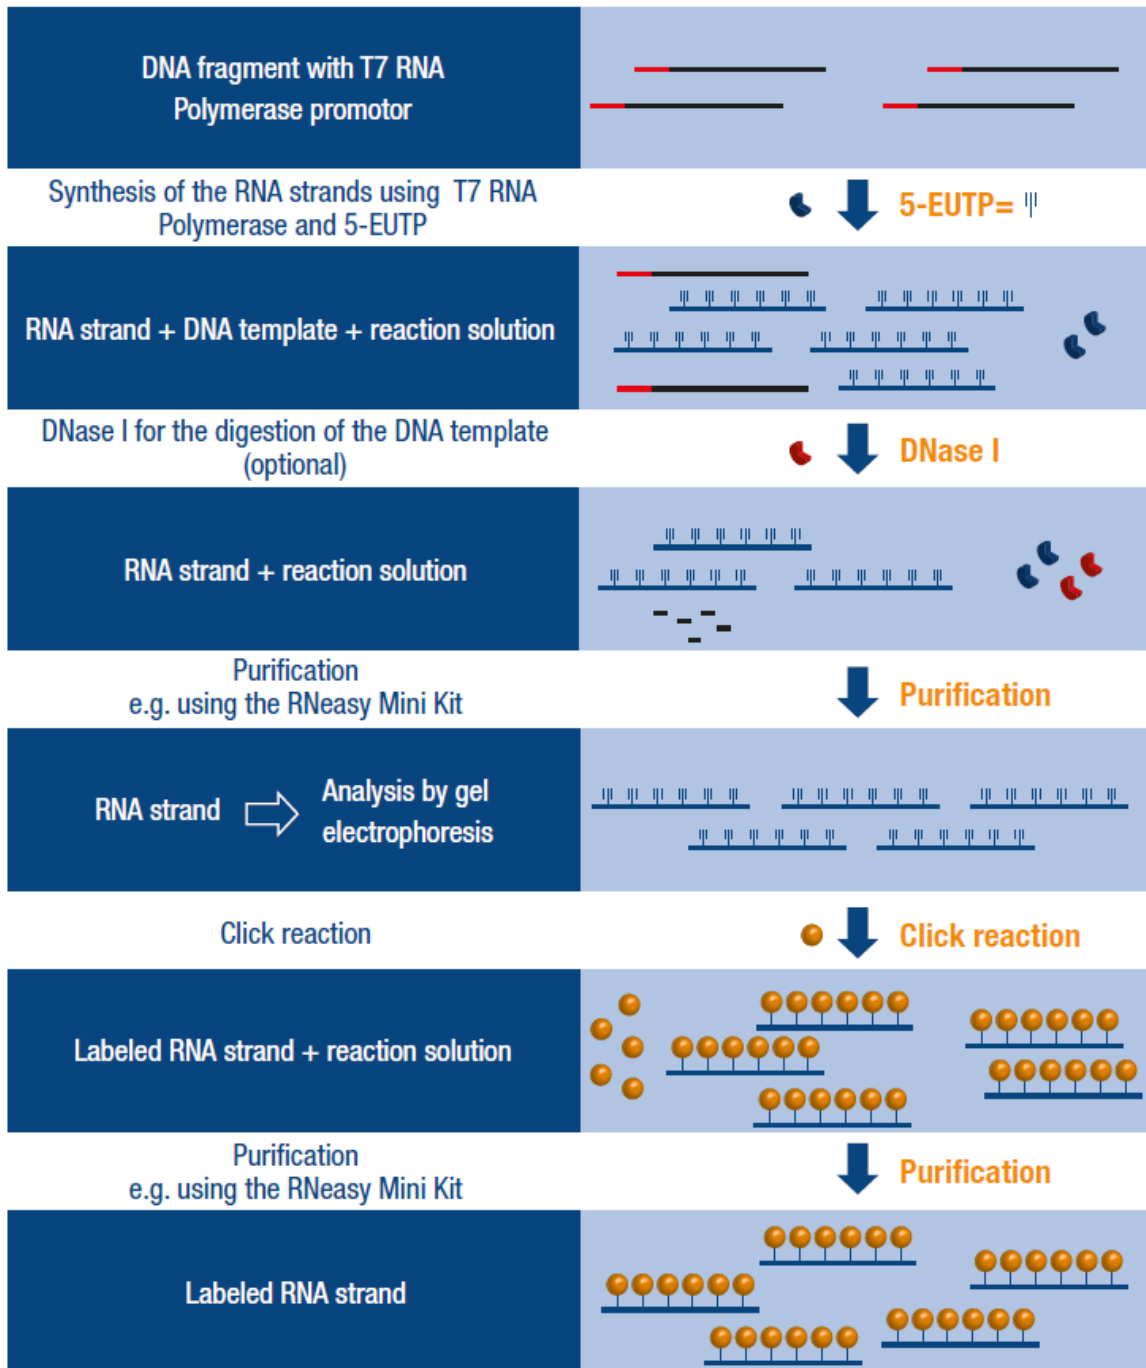 DNA fragment with T7 RNA
Polymerase promotor
Synthesis of the RNA strands using T7 RNA
Polymerase and 5-EUTP
5-EUTP=
RNA strand + DNA template + reaction solution
DNase I for the digestion of the DNA template
(optional)
DNase I
RNA strand + reaction solution
Purification
e.g. using the RNeasy Mini Kit
Purification
RNA strand
Analysis by gel
electrophoresis
Click reaction
Click reaction
Labeled RNA strand + reaction solution
Purification
e.g. using the RNeasy Mini Kit
Purification
Labeled RNA strand